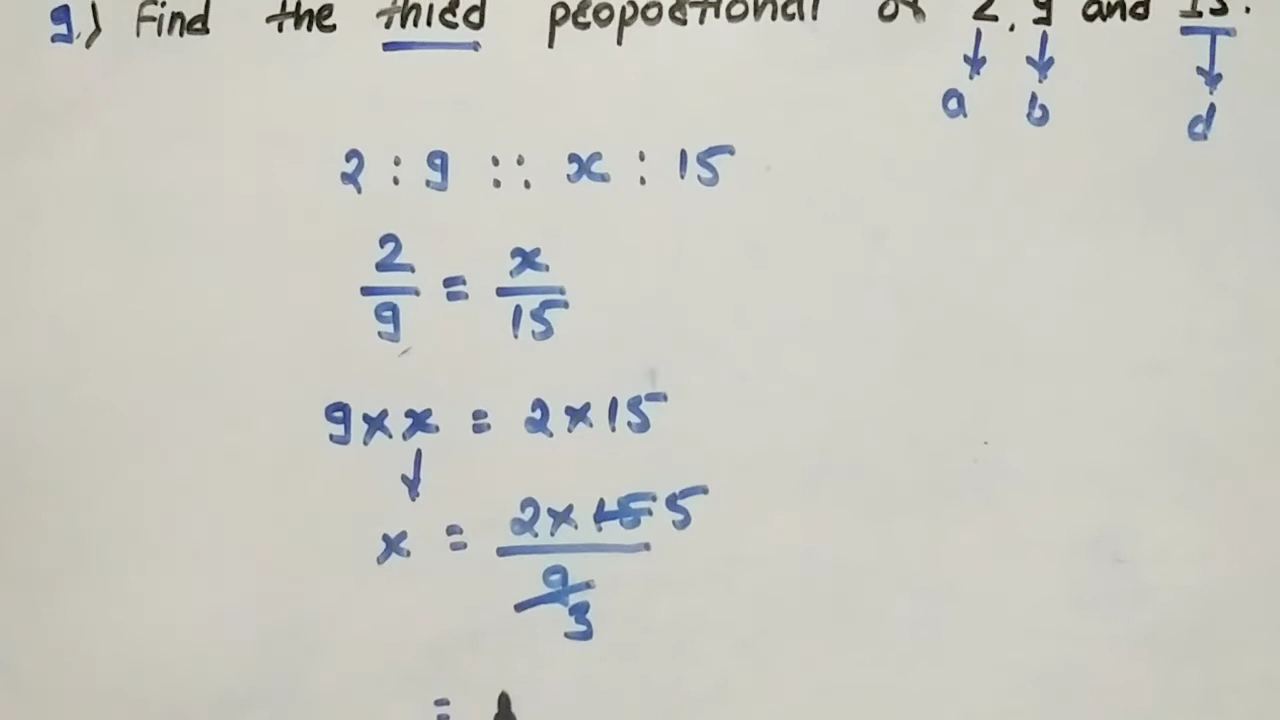 9.) Find the third proportional of 2, 9 and 15.
a b d
2 : 9 :: x : 15
2/9 = x/15
9 × x = 2 × 15
x = 2 × 15 5 / 9 3
=